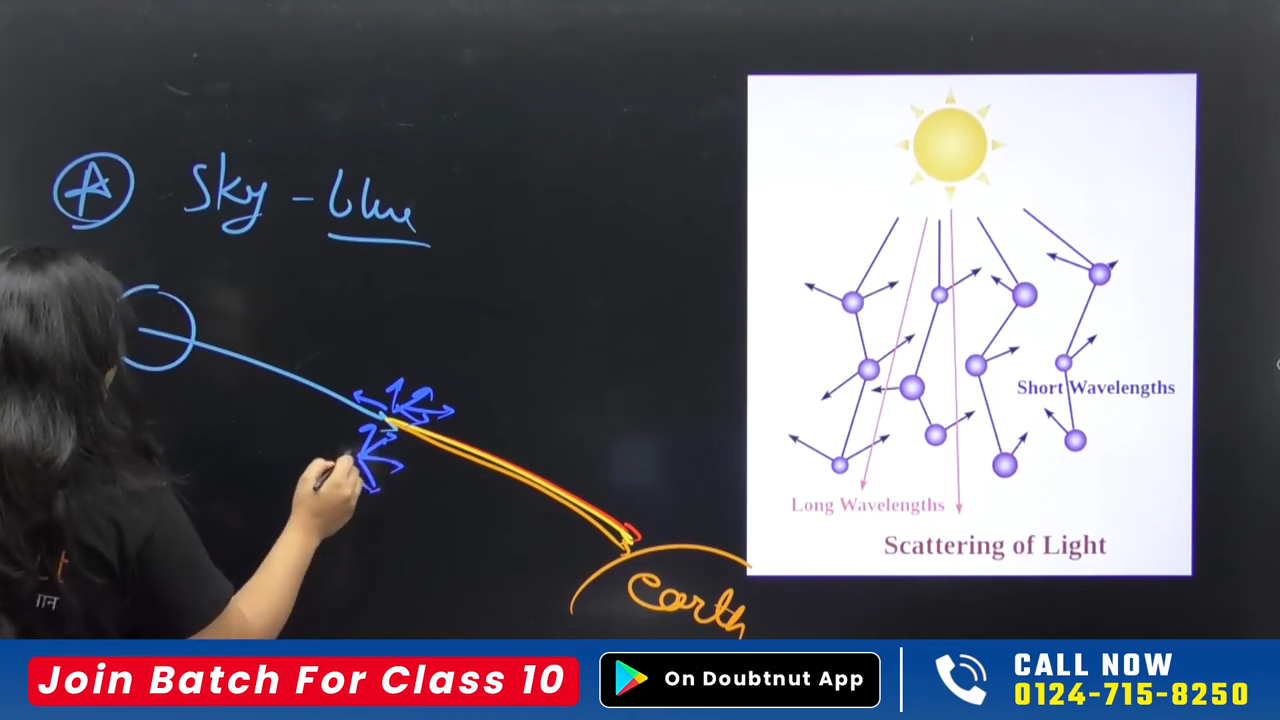 A Sky - blue
Short Wavelengths
Long Wavelengths
Scattering of Light
earth
Join Batch For Class 10
On Doubtnut App
CALL NOW
0124-715-8250